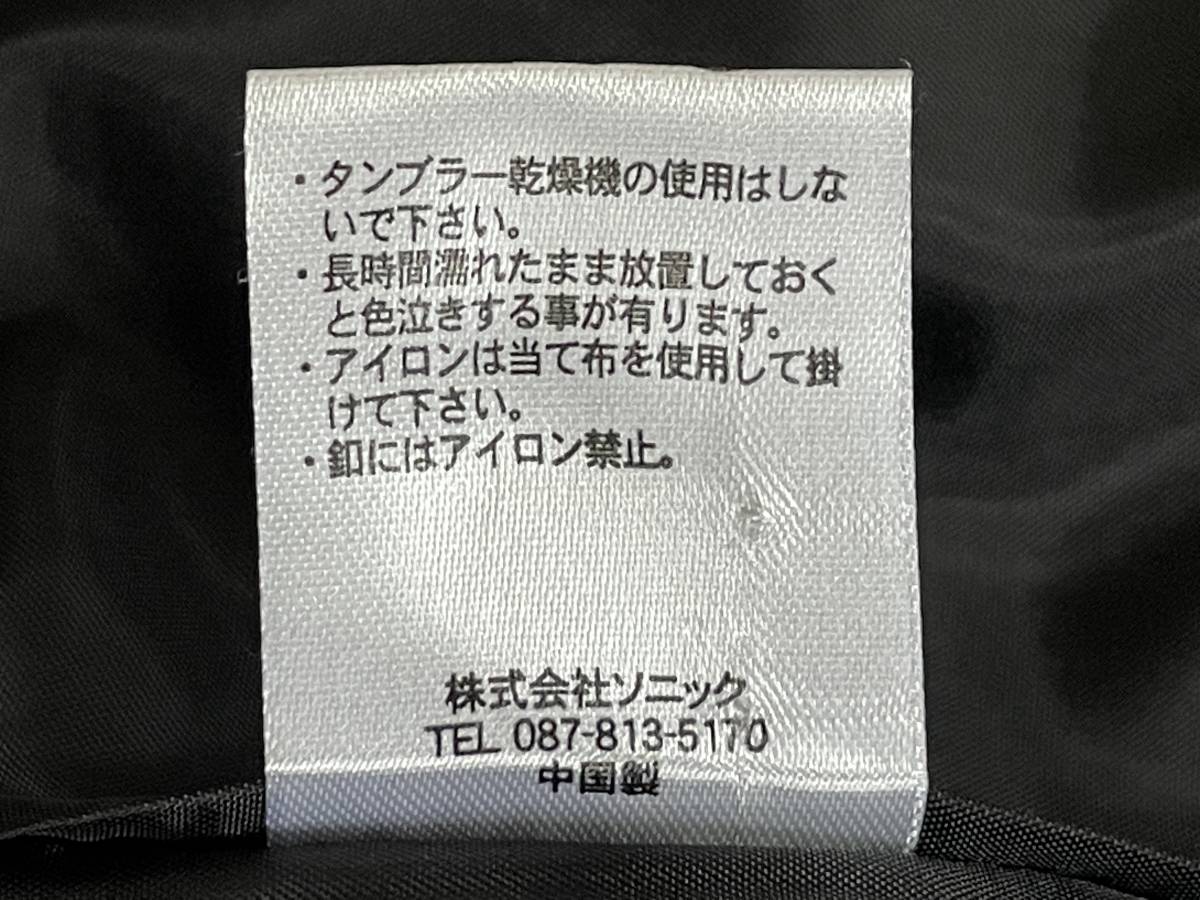 ・タンブラー乾燥機の使用はしな
いで下さい。
・長時間濡れたまま放置しておく
と色泣きする事が有ります。
・アイロンは当て布を使用して掛
けて下さい。
・釦にはアイロン禁止。
株式会社ソニック
TEL 087-813-5170
中国製